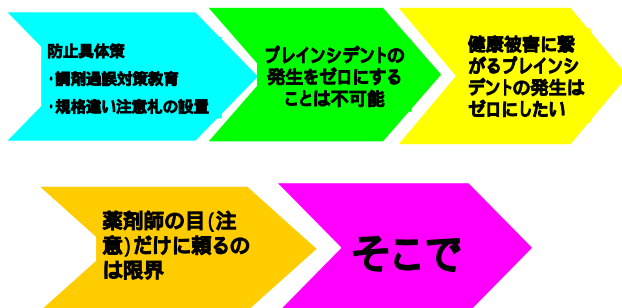 防止具体策
・調剤過誤対策教育
・規格違い注意札の設置
プレインシデントの
発生をゼロにする
ことは不可能
健康被害に繋
がるプレインシ
デントの発生は
ゼロにしたい
薬剤師の目(注
意)だけに頼るの
は限界
そこで